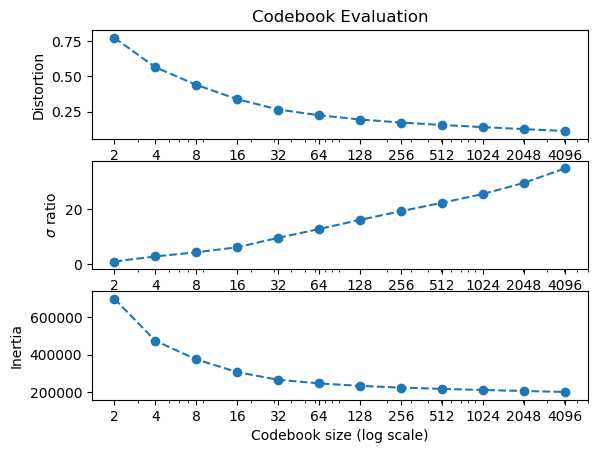 Codebook Evaluation
Distortion
0.75
0.50
0.25
2 4 8 16 32 64 128 256 512 1024 2048 4096
σ ratio
20
0
2 4 8 16 32 64 128 256 512 1024 2048 4096
Inertia
600000
400000
200000
2 4 8 16 32 64 128 256 512 1024 2048 4096
Codebook size (log scale)